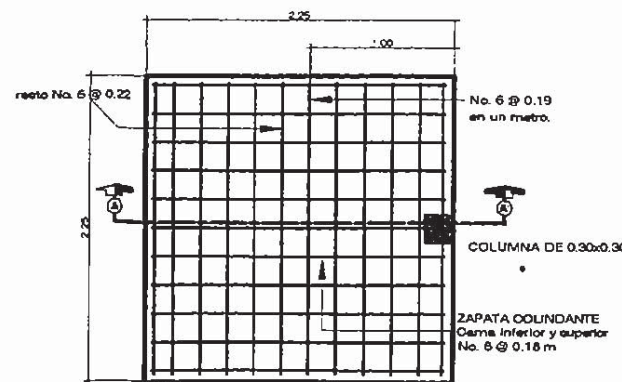 2.25
1.00
resto No. 6 @ 0.22
No. 6 @ 0.19
en un metro.
A
A
2.25
COLUMNA DE 0.30x0.30
ZAPATA COLINDANTE
Cama inferior y superior
No. 6 @ 0.18 m